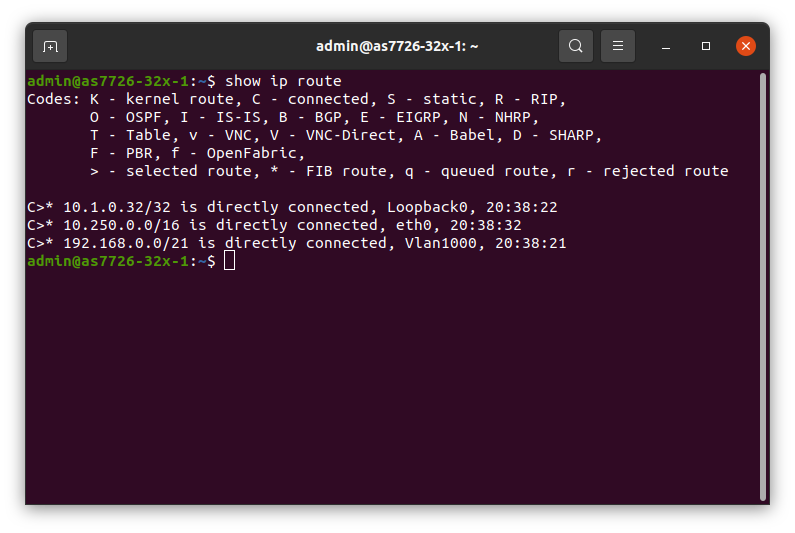 admin@as7726-32x-1: ~
admin@as7726-32x-1:~$ show ip route
Codes: K - kernel route, C - connected, S - static, R - RIP,
       O - OSPF, I - IS-IS, B - BGP, E - EIGRP, N - NHRP,
       T - Table, v - VNC, V - VNC-Direct, A - Babel, D - SHARP,
       F - PBR, f - OpenFabric,
       > - selected route, * - FIB route, q - queued route, r - rejected route
C>* 10.1.0.32/32 is directly connected, Loopback0, 20:38:22
C>* 10.250.0.0/16 is directly connected, eth0, 20:38:32
C>* 192.168.0.0/21 is directly connected, Vlan1000, 20:38:21
admin@as7726-32x-1:~$